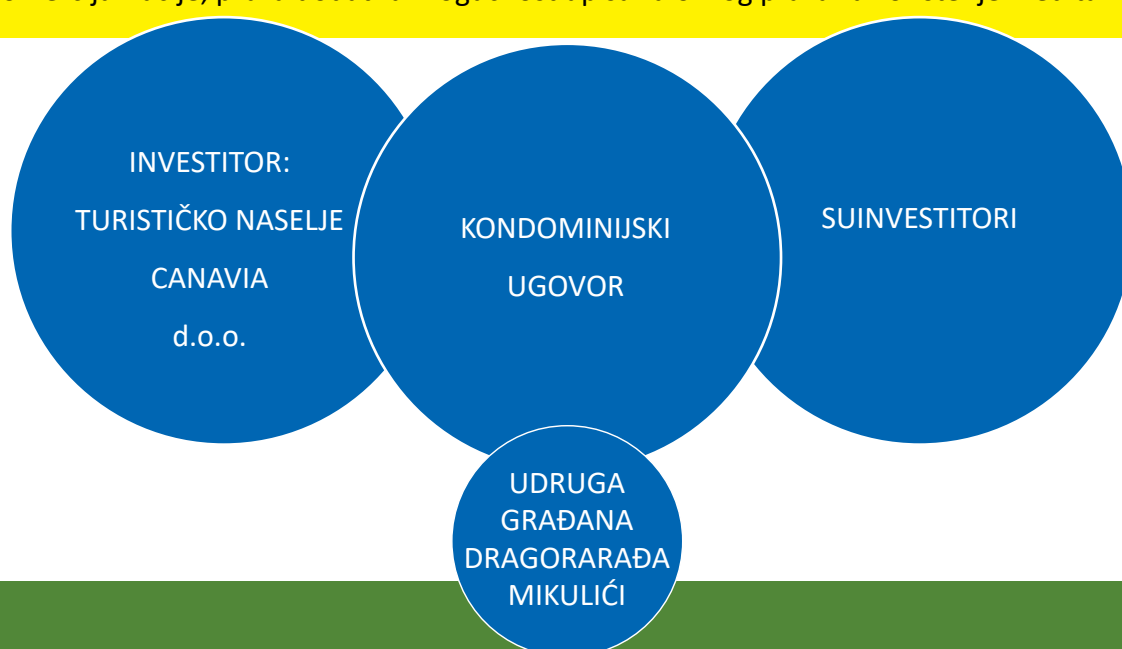 INVESTITOR:
TURISTIČKO NASELJE
CANAVIA
d.o.o.
KONDOMINIJSKI
UGOVOR
SUINVESTITORI
UDRUGA
GRAĐANA
DRAGORARAĐA
MIKULIĆI